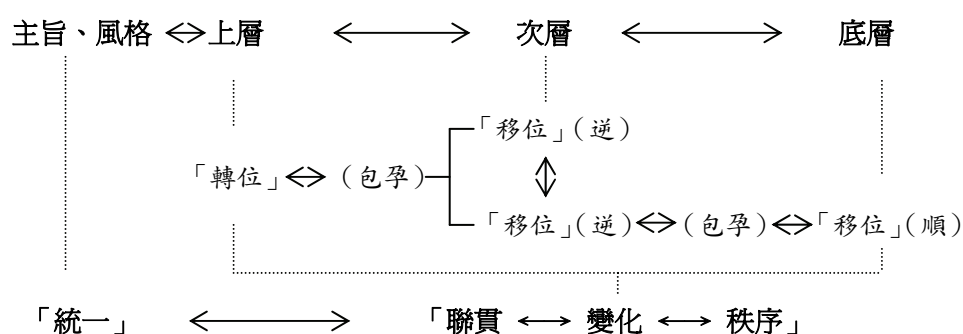 主旨、風格 上層 次層 底層
「移位」(逆)
「轉位」 (包孕)
「移位」(逆) (包孕) 「移位」(順)
「統一」 「聯貫 變化 秩序」